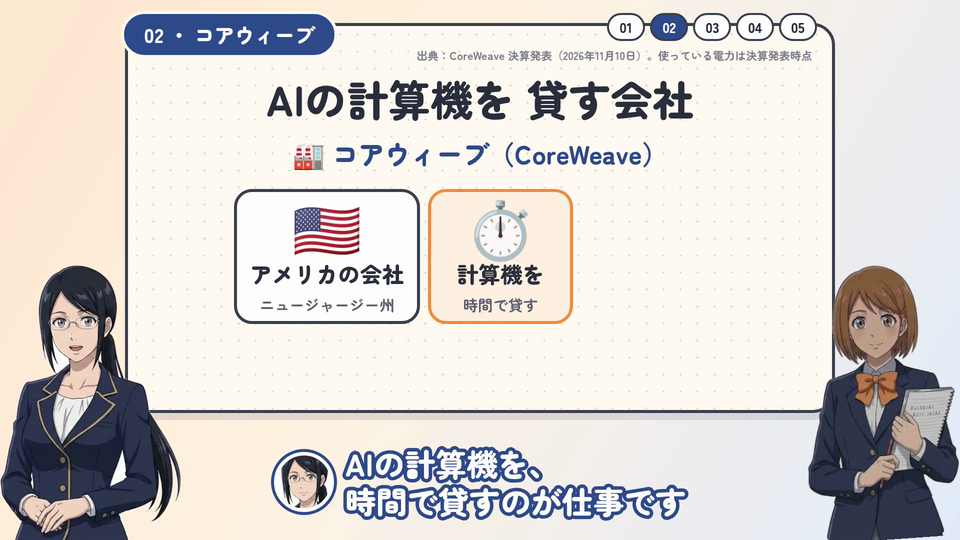 02 ・ コアウィーブ
01 02 03 04 05
出典：CoreWeave 決算発表（2026年11月10日）。使っている電力は決算発表時点
AIの計算機を 貸す会社
コアウィーブ（CoreWeave）
アメリカの会社
ニュージャージー州
計算機を
時間で貸す
AIの計算機を、
時間で貸すのが仕事です